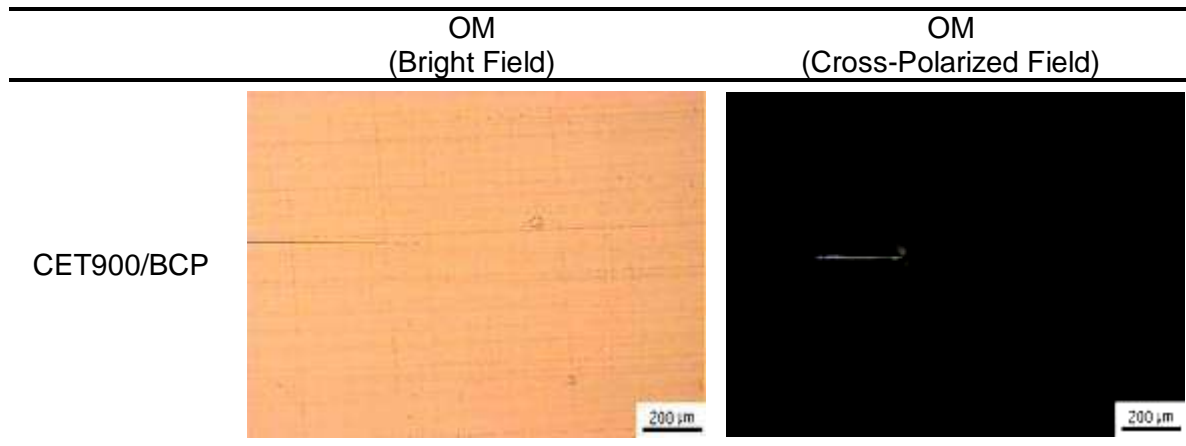 OM
(Bright Field)
OM
(Cross-Polarized Field)
CET900/BCP
200 µm
200 µm